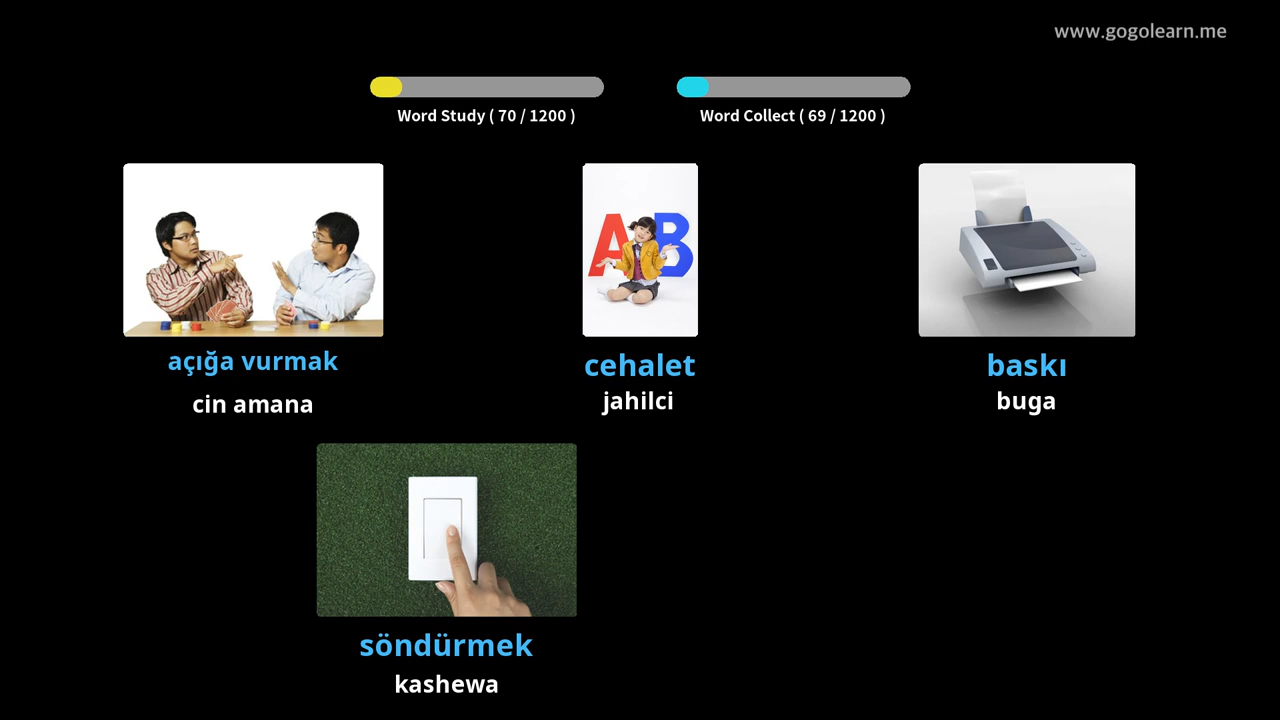 www.gogolearn.me
Word Study ( 70 / 1200 )
Word Collect ( 69 / 1200 )
A B
açığa vurmak
cin amana
cehalet
jahilci
baskı
buga
söndürmek
kashewa